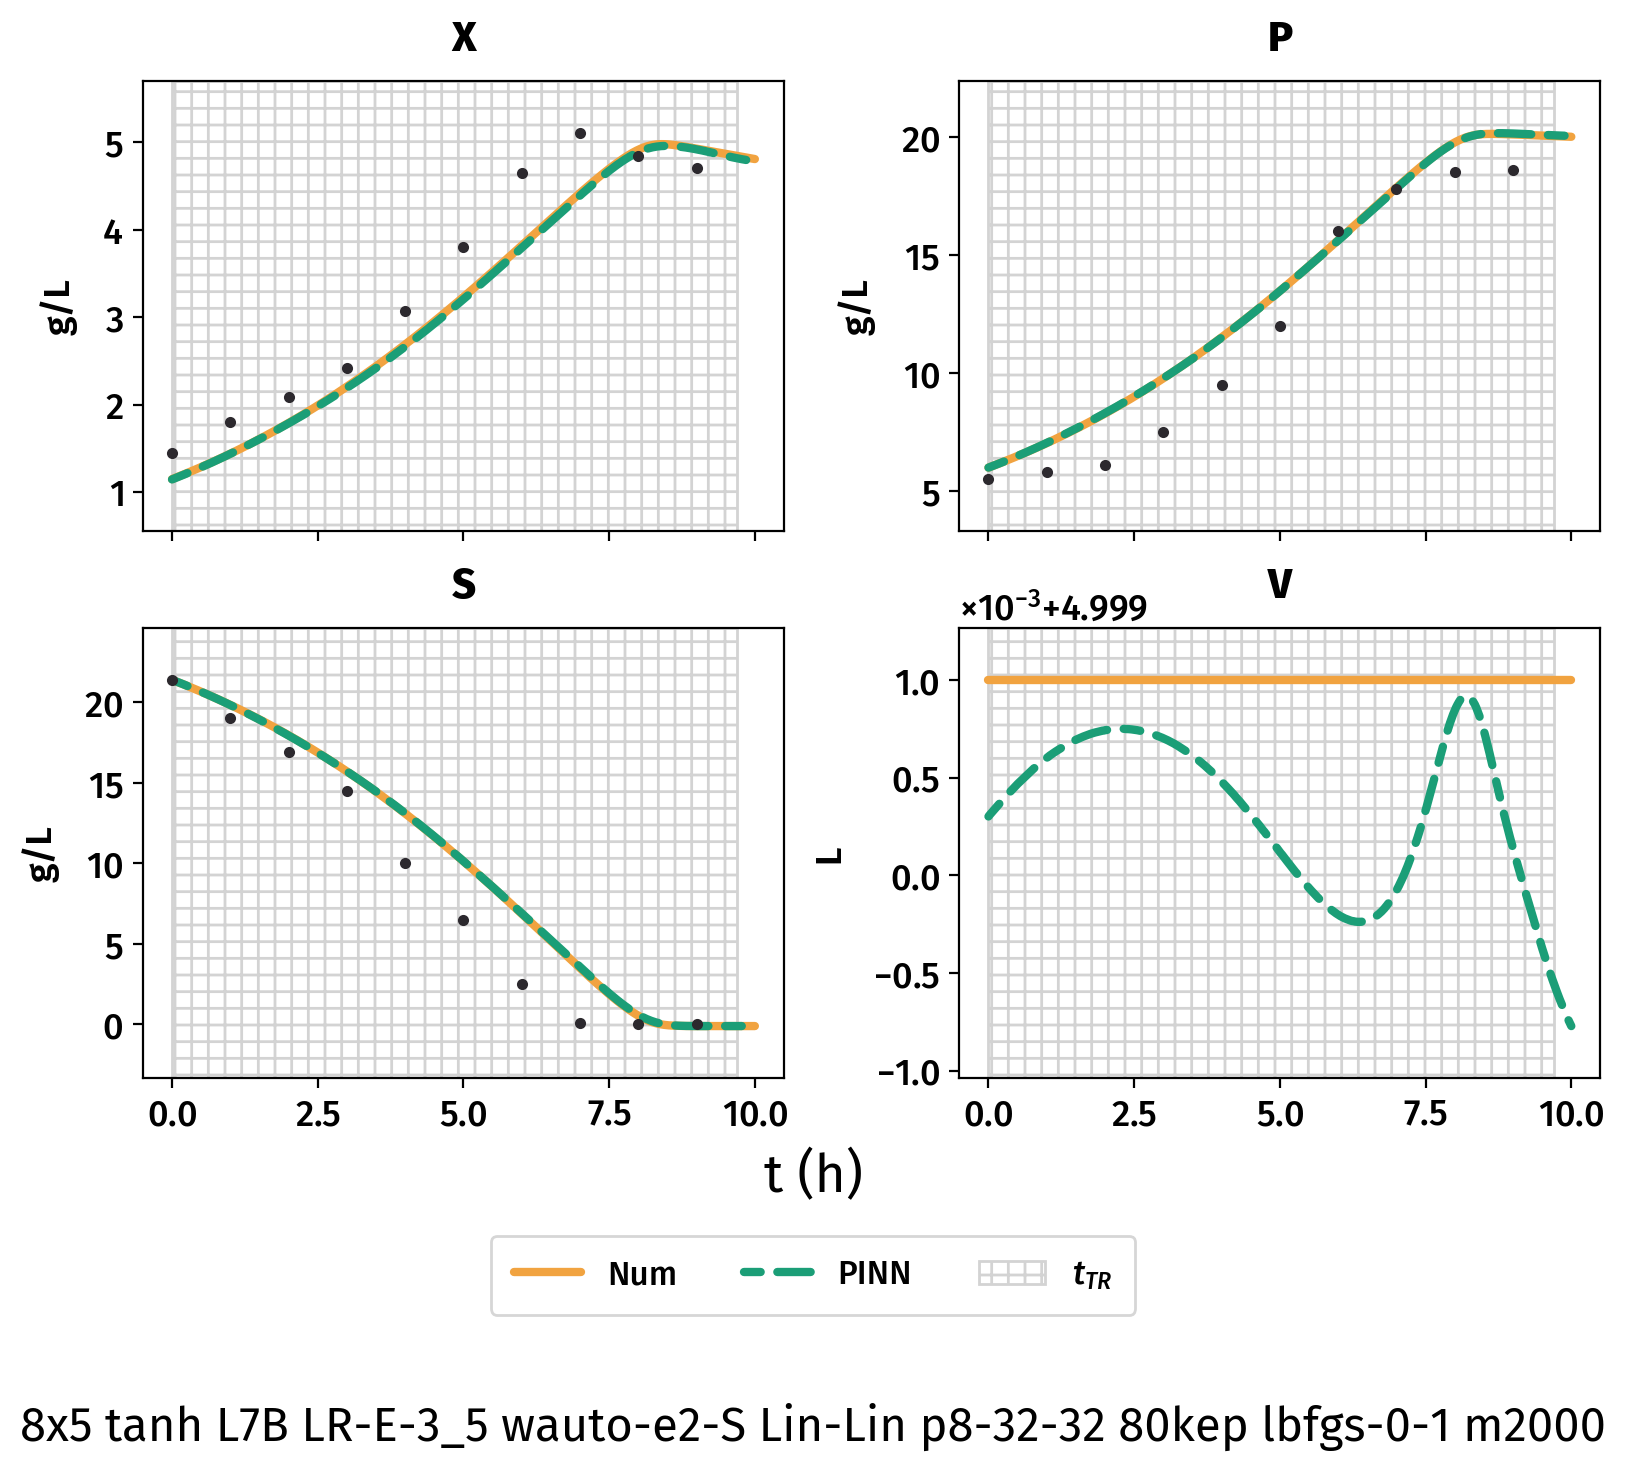 X
P
g/L
5
4
3
2
1
g/L
20
15
10
5
S
V
×10⁻³+4.999
g/L
20
15
10
5
0
L
1.0
0.5
0.0
−0.5
−1.0
0.0 2.5 5.0 7.5 10.0
0.0 2.5 5.0 7.5 10.0
t (h)
Num PINN t_TR
8x5 tanh L7B LR-E-3_5 wauto-e2-S Lin-Lin p8-32-32 80kep lbfgs-0-1 m2000